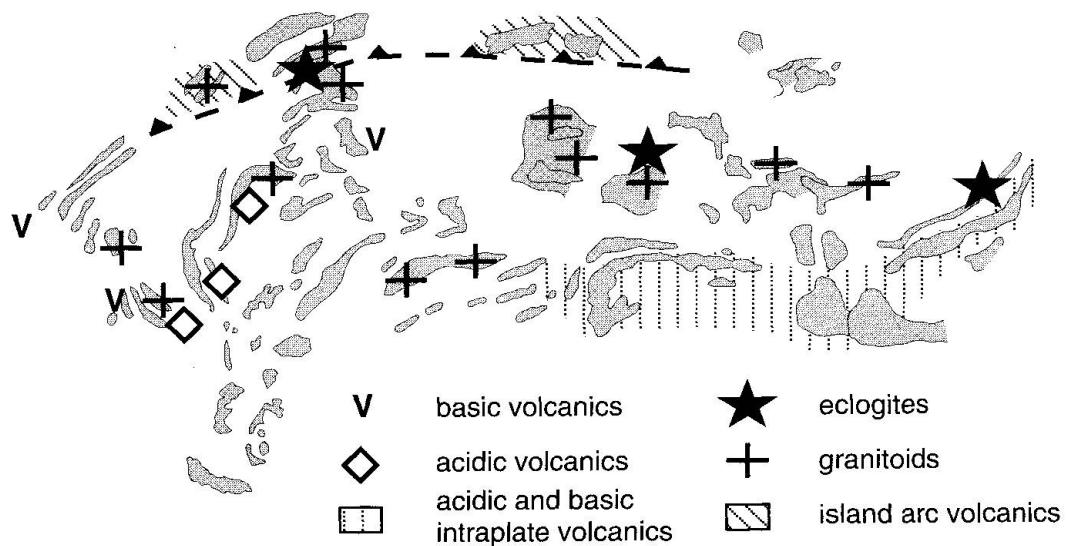 V
V
V
V basic volcanics
acidic volcanics
acidic and basic
intraplate volcanics
eclogites
granitoids
island arc volcanics